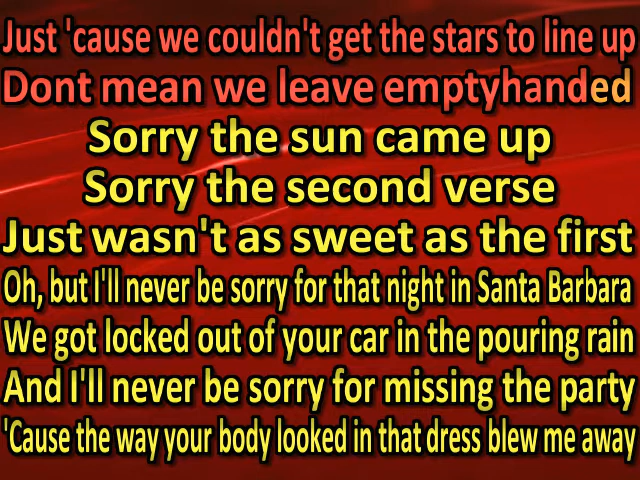 Just 'cause we couldn't get the stars to line up
Dont mean we leave emptyhanded
Sorry the sun came up
Sorry the second verse
Just wasn't as sweet as the first
Oh, but I'll never be sorry for that night in Santa Barbara
We got locked out of your car in the pouring rain
And I'll never be sorry for missing the party
'Cause the way your body looked in that dress blew me away